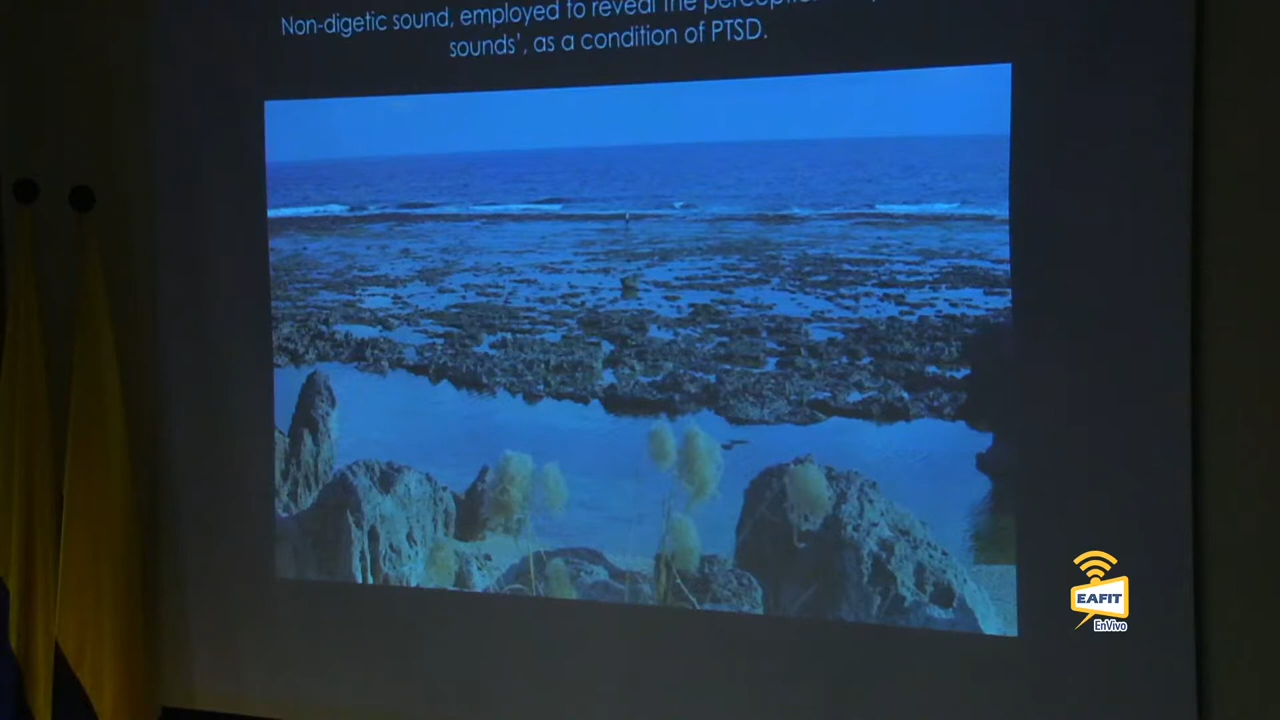 Non-digetic sound, employed to reveal the
sounds', as a condition of PTSD.
EAFIT
EnVivo